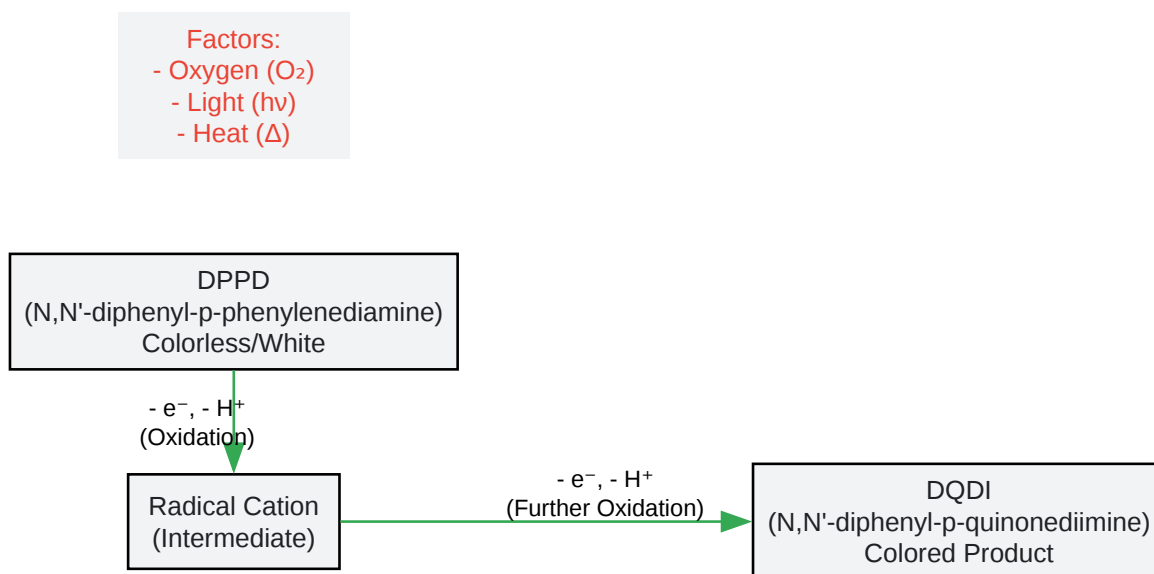 Factors:
- Oxygen (O₂)
- Light (hν)
- Heat (Δ)
DPPD
(N,N'-diphenyl-p-phenylenediamine)
Colorless/White
- e⁻, - H⁺
(Oxidation)
Radical Cation
(Intermediate)
- e⁻, - H⁺
(Further Oxidation)
DQDI
(N,N'-diphenyl-p-quinonediimine)
Colored Product